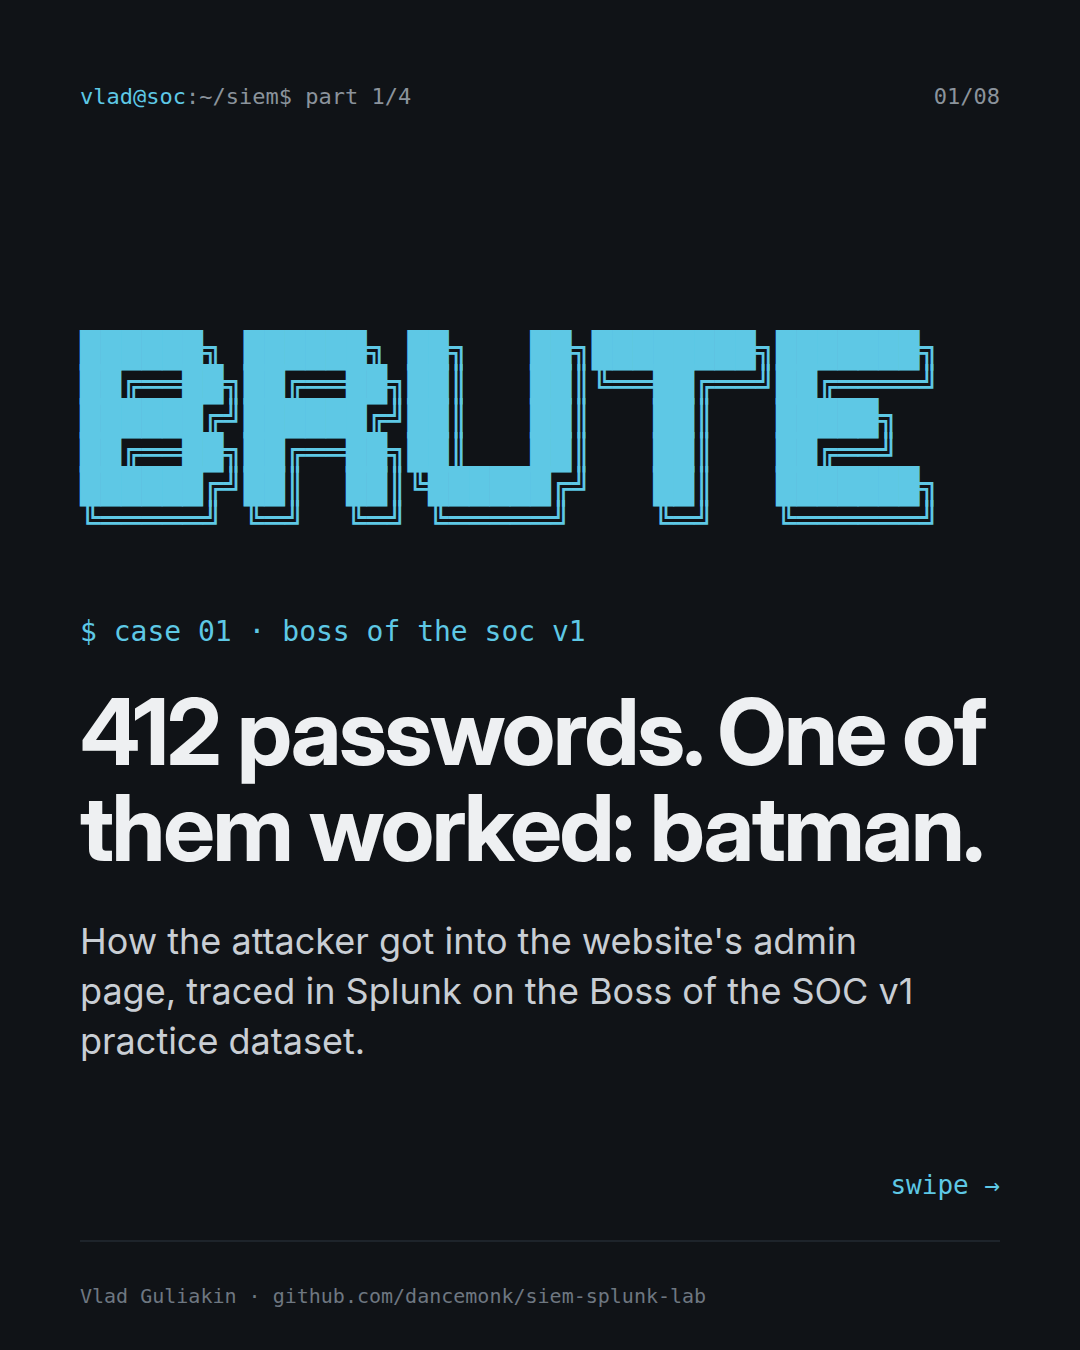 vlad@soc:~/siem$ part 1/4
01/08
BRUTE
$ case 01 · boss of the soc v1
412 passwords. One of
them worked: batman.
How the attacker got into the website's admin
page, traced in Splunk on the Boss of the SOC v1
practice dataset.
swipe →
Vlad Guliakin · github.com/dancemonk/siem-splunk-lab